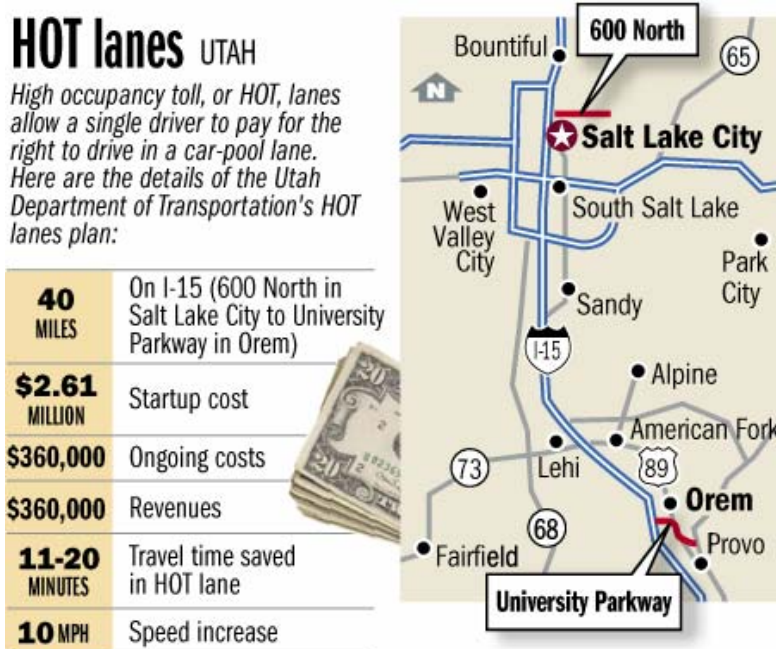 HOT lanes UTAH
High occupancy toll, or HOT, lanes
allow a single driver to pay for the
right to drive in a car-pool lane.
Here are the details of the Utah
Department of Transportation's HOT
lanes plan:
40
MILES
On I-15 (600 North in
Salt Lake City to University
Parkway in Orem)
$2.61
MILLION
Startup cost
$360,000 Ongoing costs
$360,000 Revenues
11-20
MINUTES
Travel time saved
in HOT lane
10 MPH Speed increase
20
20
600 North
Bountiful
65
N
Salt Lake City
West
Valley
City
South Salt Lake
Park
City
Sandy
I-15
Alpine
American Fork
Lehi
73
89
Orem
68
Provo
Fairfield
University Parkway